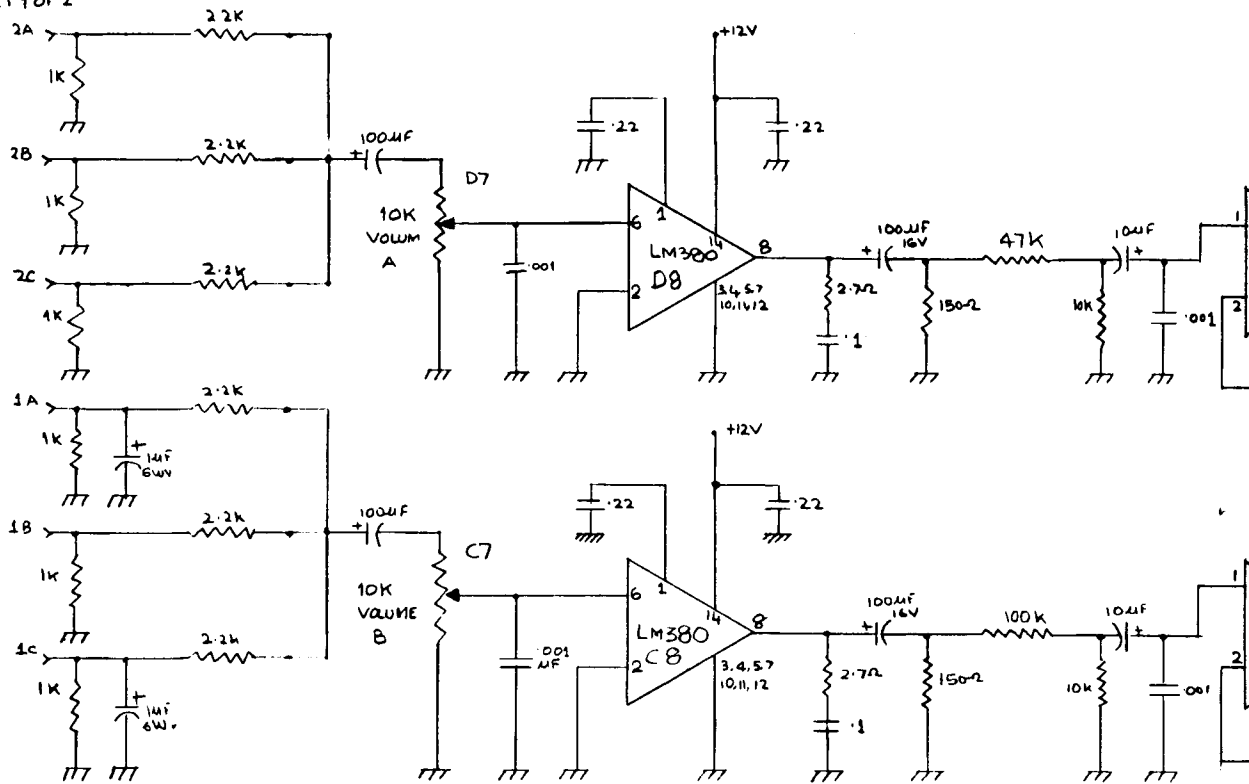 2A
22K
1K
2B
2.2K
1K
2C
2.2K
1K
100µF
+
D7
10K
VOLUM
A
.001
.22
+12V
.22
6
1
14
8
LM380
D8
2
3,4,5,7
10,11,12
2.7Ω
.1
100µF
16V
+
150Ω
47K
10µF
+
10K
.001
1
2
1A
2.2K
1K
+
1µF
6WV
1B
2.2K
1K
1C
2.2K
1K
+
1µF
6W.
100µF
+
C7
10K
VOLUME
B
.001
µF
.22
+12V
.22
6
1
14
8
LM380
C8
2
3,4,5,7
10,11,12
2.7Ω
.1
100µF
16V
+
150Ω
100K
10µF
+
10K
.001
1
2